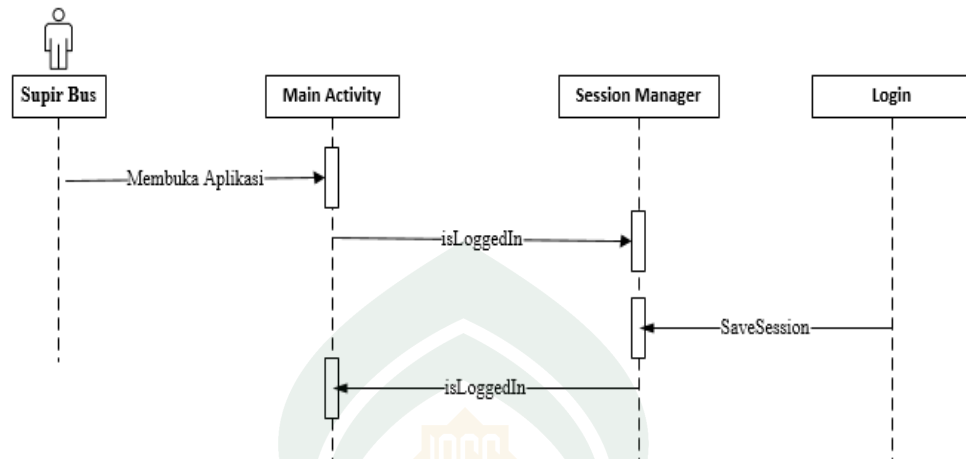 Supir Bus
Main Activity
Session Manager
Login
Membuka Aplikasi
isLoggedIn
SaveSession
isLoggedIn